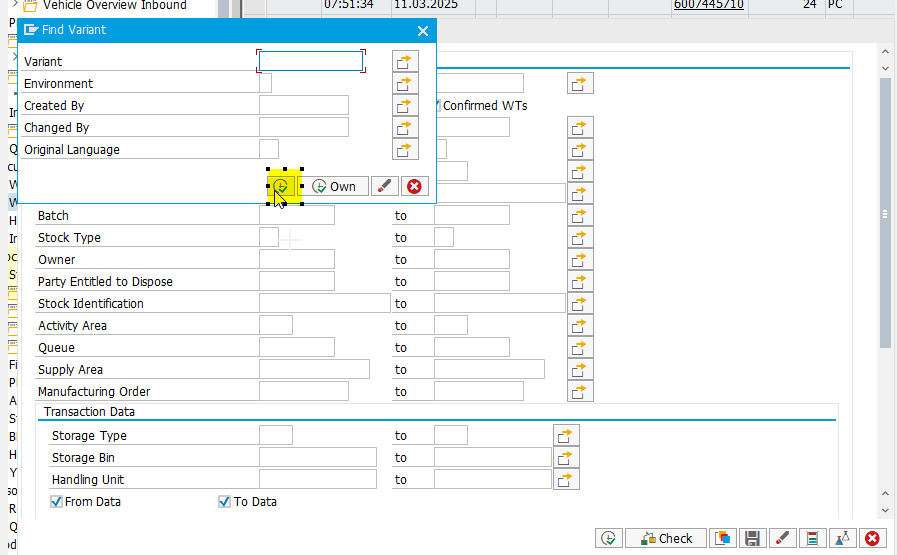 Vehicle Overview Inbound
07:51:34 11.03.2025 6007445710 24 PC
Find Variant
Variant
Environment
Created By
Confirmed WTs
Changed By
Original Language
Own
Batch to
Stock Type to
Owner to
Party Entitled to Dispose to
Stock Identification to
Activity Area to
Queue to
Supply Area to
Manufacturing Order to
Transaction Data
Storage Type to
Storage Bin to
Handling Unit to
From Data To Data
Check